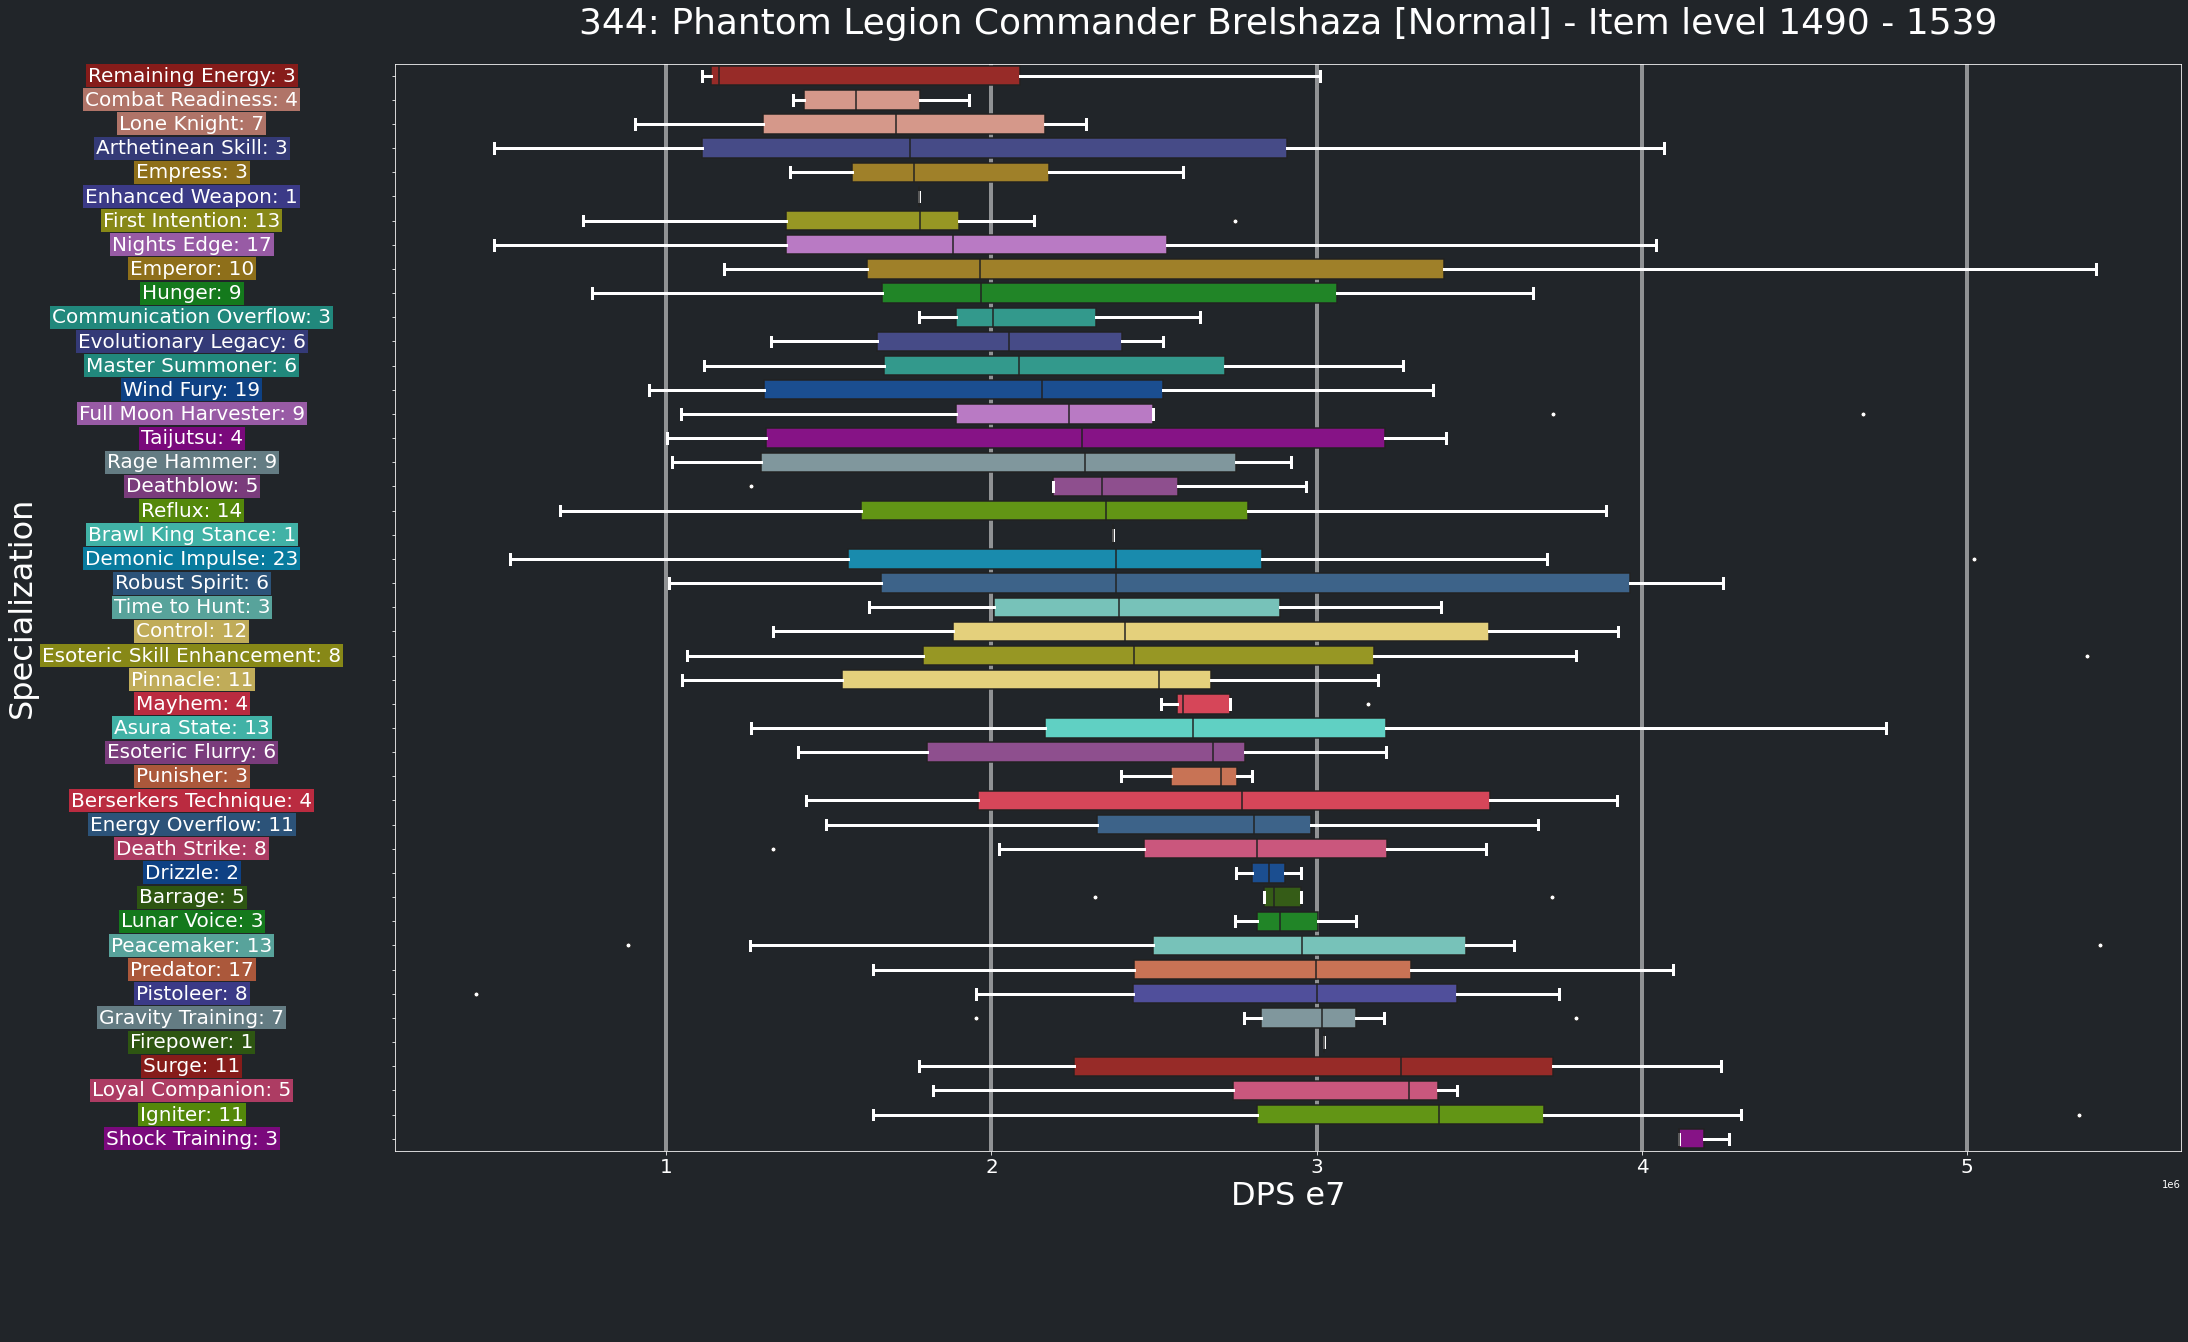 344: Phantom Legion Commander Brelshaza [Normal] - Item level 1490 - 1539
Specialization
Remaining Energy: 3
Combat Readiness: 4
Lone Knight: 7
Arthetinean Skill: 3
Empress: 3
Enhanced Weapon: 1
First Intention: 13
Nights Edge: 17
Emperor: 10
Hunger: 9
Communication Overflow: 3
Evolutionary Legacy: 6
Master Summoner: 6
Wind Fury: 19
Full Moon Harvester: 9
Taijutsu: 4
Rage Hammer: 9
Deathblow: 5
Reflux: 14
Brawl King Stance: 1
Demonic Impulse: 23
Robust Spirit: 6
Time to Hunt: 3
Control: 12
Esoteric Skill Enhancement: 8
Pinnacle: 11
Mayhem: 4
Asura State: 13
Esoteric Flurry: 6
Punisher: 3
Berserkers Technique: 4
Energy Overflow: 11
Death Strike: 8
Drizzle: 2
Barrage: 5
Lunar Voice: 3
Peacemaker: 13
Predator: 17
Pistoleer: 8
Gravity Training: 7
Firepower: 1
Surge: 11
Loyal Companion: 5
Igniter: 11
Shock Training: 3
1 2 3 4 5
1e6
DPS e7